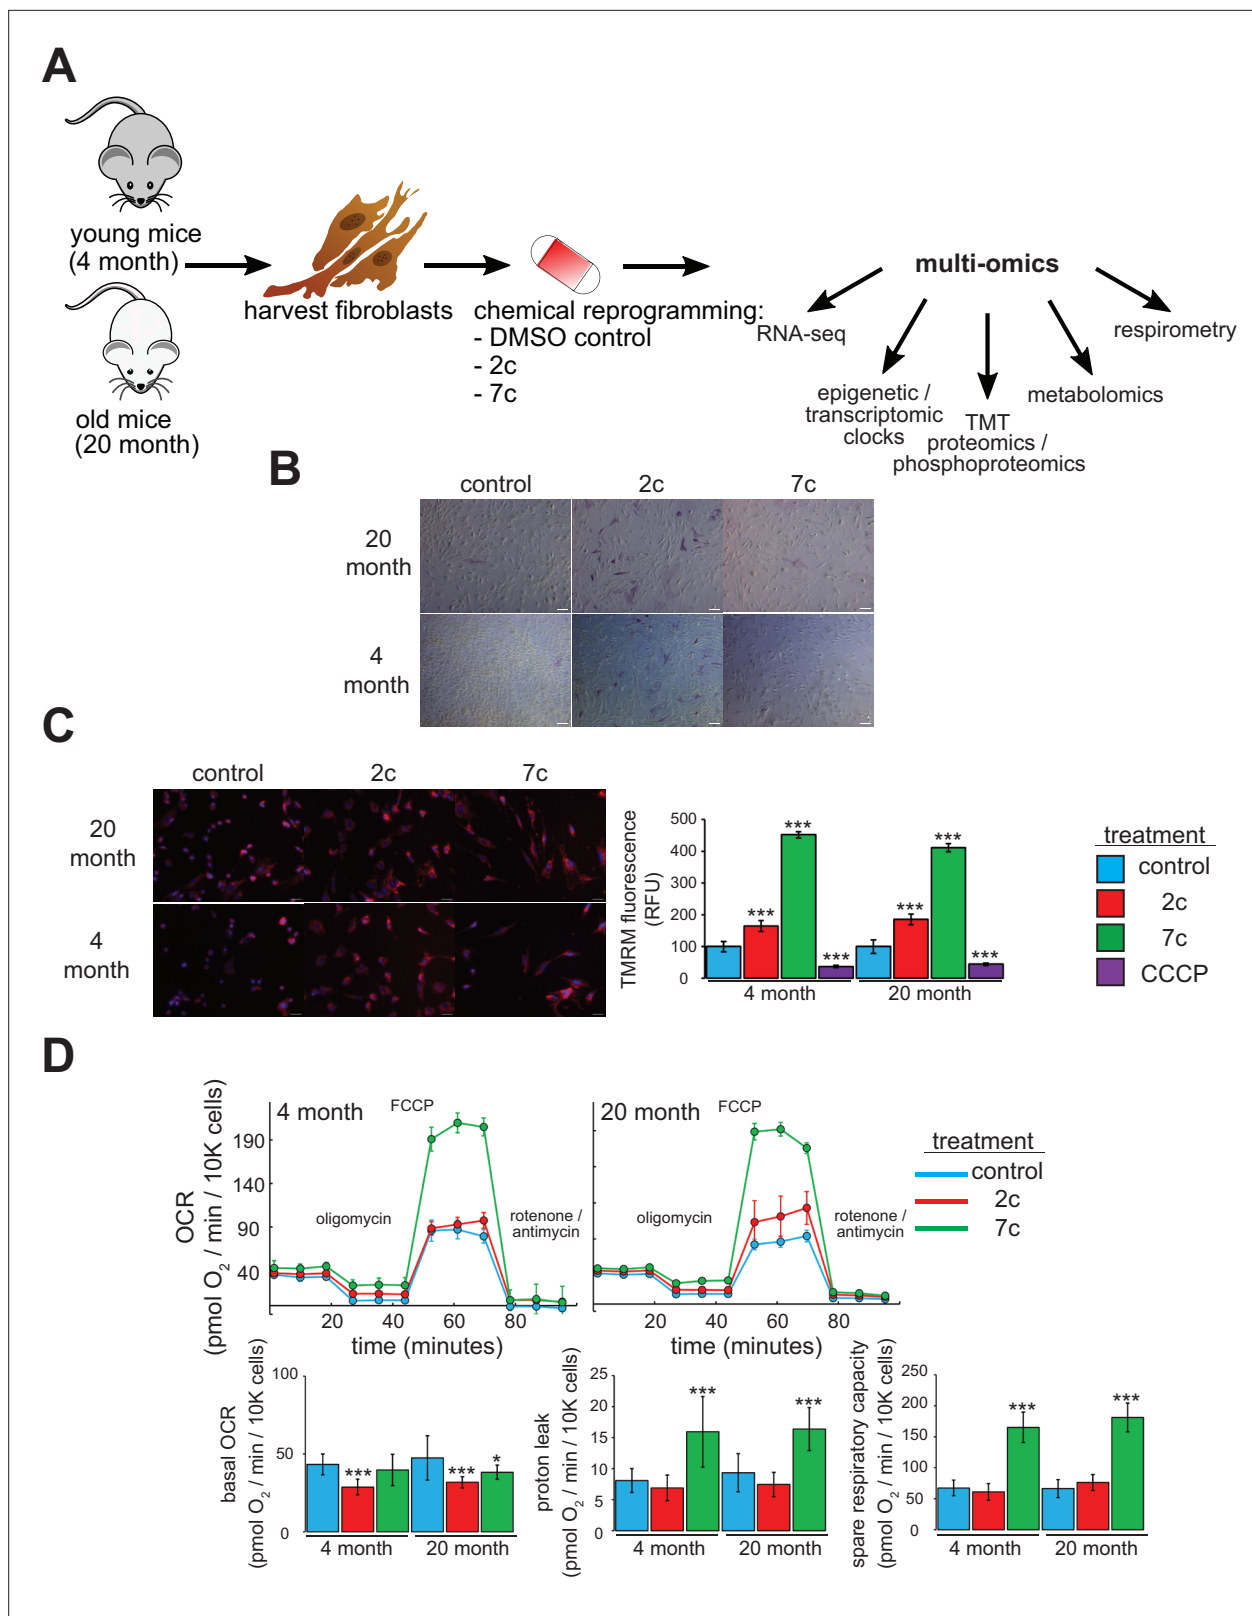 A
young mice
(4 month)
old mice
(20 month)
harvest fibroblasts
chemical reprogramming:
- DMSO control
- 2c
- 7c
multi-omics
RNA-seq
epigenetic /
transcriptomic
clocks
TMT
proteomics /
phosphoproteomics
metabolomics
respirometry
B
control 2c 7c
20
month
4
month
C
control 2c 7c
20
month
4
month
TMRM fluorescence
(RFU)
500
400
300
200
100
0
*** *** *** *** *** ***
4 month 20 month
treatment
control
2c
7c
CCCP
D
OCR
(pmol O2 / min / 10K cells)
4 month
FCCP
190
140
90
40
oligomycin
rotenone /
antimycin
20 40 60 80
time (minutes)
20 month
FCCP
oligomycin
rotenone /
antimycin
20 40 60 80
time (minutes)
treatment
control
2c
7c
basal OCR
(pmol O2 / min / 10K cells)
100
50
0
*** *** *
4 month 20 month
proton leak
(pmol O2 / min / 10K cells)
25
20
15
10
5
0
*** ***
4 month 20 month
spare respiratory capacity
(pmol O2 / min / 10K cells)
250
200
150
100
50
0
*** ***
4 month 20 month